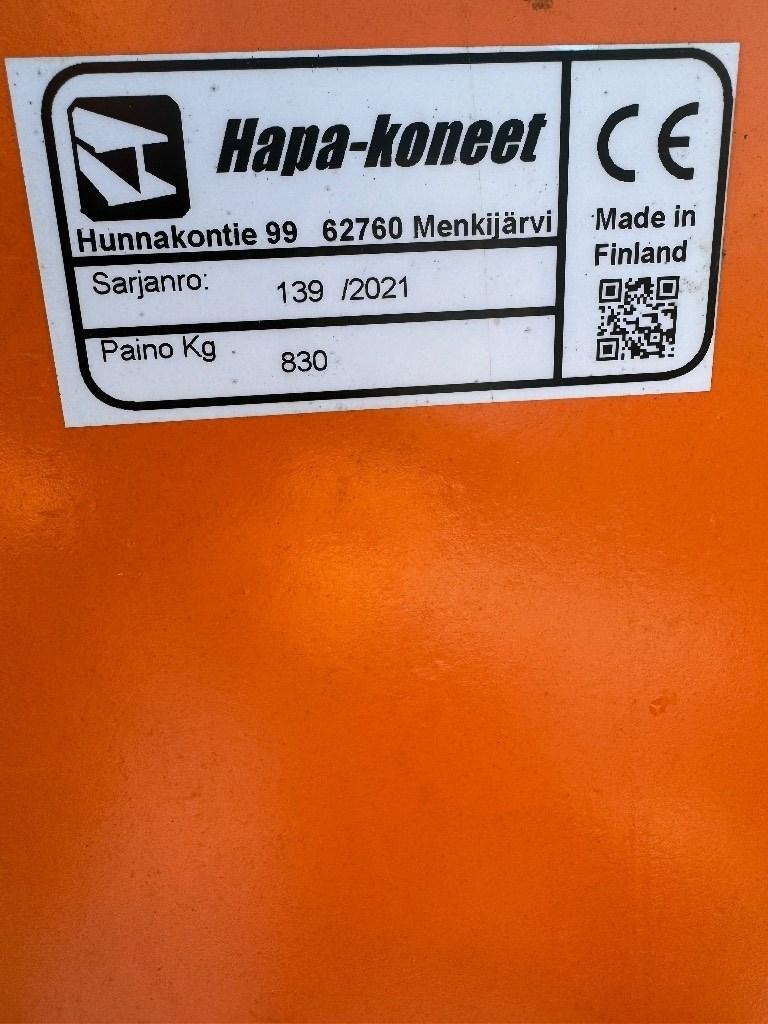 Hapa-koneet
Hunnakontie 99 62760 Menkijärvi
Sarjanro: 139 /2021
Paino Kg 830
CE
Made in
Finland